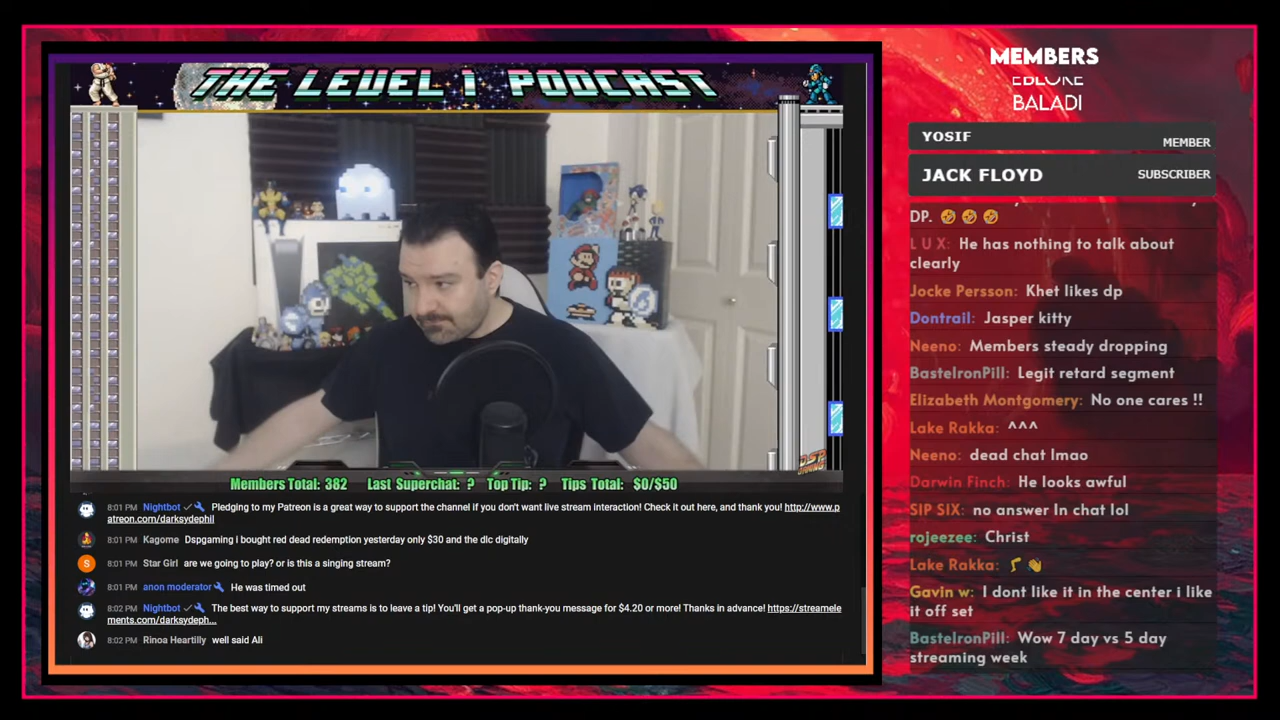 THE LEVEL 1 PODCAST
Members Total: 382 Last Superchat: ? Top Tip: ? Tips Total: $0/$50
8:01 PM Nightbot Pledging to my Patreon is a great way to support the channel if you don't want live stream interaction! Check it out here, and thank you! http://www.p
atreon.com/darksydephil
8:01 PM Kagome Dspgaming i bought red dead redemption yesterday only $30 and the dlc digitally
S 8:01 PM Star Girl are we going to play? or is this a singing stream?
8:01 PM anon moderator He was timed out
8:02 PM Nightbot The best way to support my streams is to leave a tip! You'll get a pop-up thank-you message for $4.20 or more! Thanks in advance! https://streamele
ments.com/darksydeph...
8:02 PM Rinoa Heartilly well said Ali
MEMBERS
BALADI
YOSIF MEMBER
JACK FLOYD SUBSCRIBER
DP. 🤣 🤣 🤣
L U X: He has nothing to talk about
clearly
Jocke Persson: Khet likes dp
Dontrail: Jasper kitty
Neeno: Members steady dropping
BasteIronPill: Legit retard segment
Elizabeth Montgomery: No one cares !!
Lake Rakka: ^^^
Neeno: dead chat lmao
Darwin Finch: He looks awful
SIP SIX: no answer In chat lol
rojeezee: Christ
Lake Rakka:
Gavin w: I dont like it in the center i like
it off set
BasteIronPill: Wow 7 day vs 5 day
streaming week